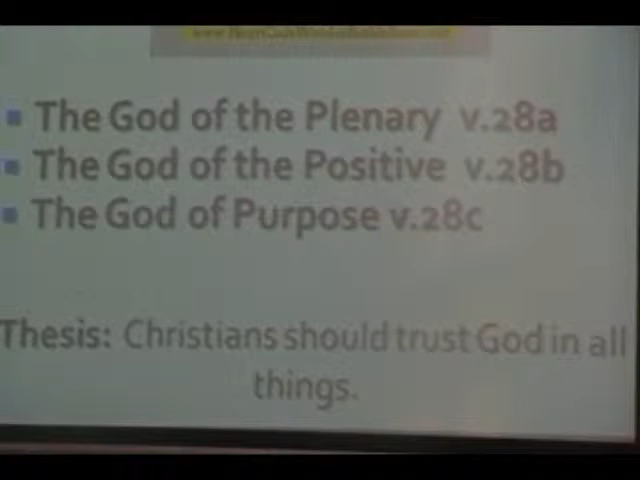 The God of the Plenary v.28a
The God of the Positive v.28b
The God of Purpose v.28c
Thesis: Christians should trust God in all
things.